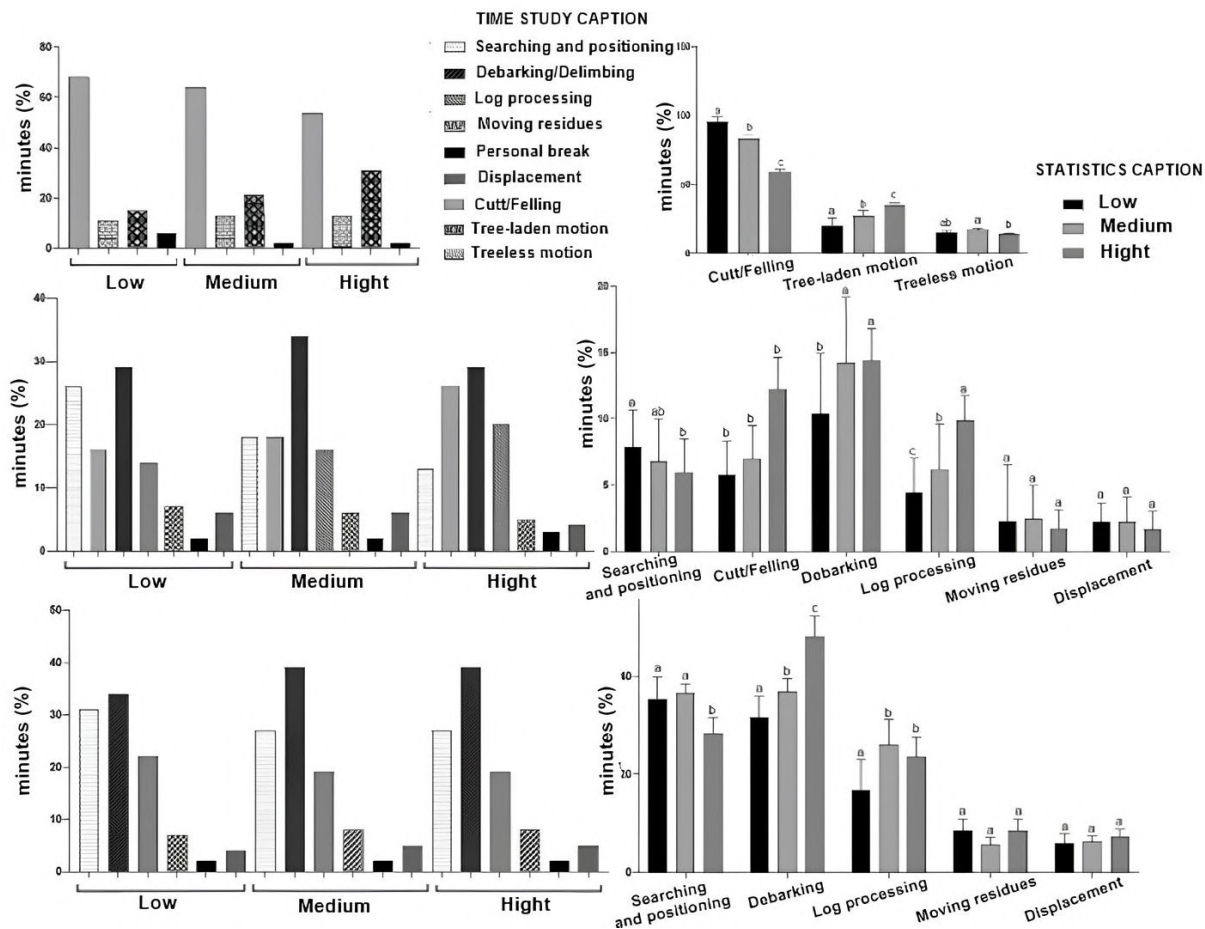 TIME STUDY CAPTION
Searching and positioning
Debarking/Delimbing
Log processing
Moving residues
Personal break
Displacement
Cutt/Felling
Tree-laden motion
Treeless motion
minutes (%)
80
60
40
20
0
Low
Medium
Hight
minutes (%)
100
50
0
a
b
c
a
b
c
ab
a
b
Cutt/Felling
Tree-laden motion
Treeless motion
STATISTICS CAPTION
Low
Medium
Hight
minutes (%)
40
30
20
10
0
Low
Medium
Hight
minutes (%)
20
15
10
5
0
a
ab
b
b
b
b
b
a
a
c
b
a
a
a
a
a
a
a
Searching
and positioning
Cutt/Felling
Debarking
Log processing
Moving residues
Displacement
minutes (%)
50
40
30
20
10
0
Low
Medium
Hight
minutes (%)
40
20
0
a
a
b
a
b
c
a
b
b
a
a
a
a
a
a
Searching
and positioning
Debarking
Log processing
Moving residues
Displacement